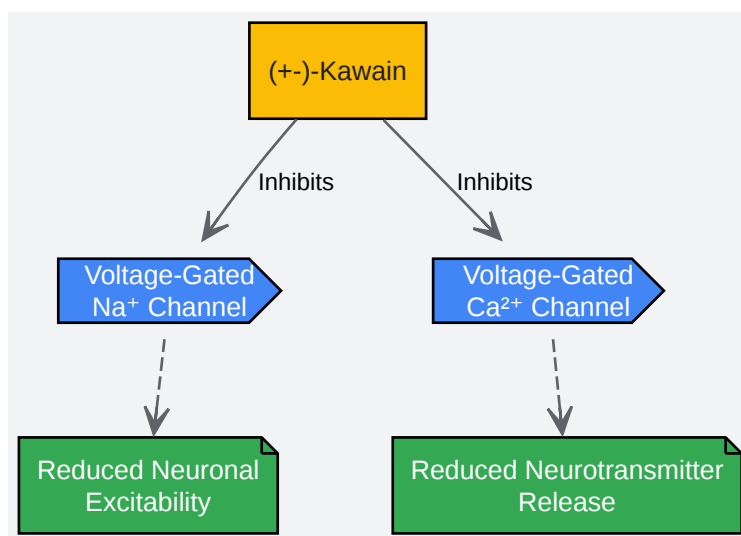 (+-)-Kawain
Inhibits
Inhibits
Voltage-Gated
Na⁺ Channel
Voltage-Gated
Ca²⁺ Channel
Reduced Neuronal
Excitability
Reduced Neurotransmitter
Release